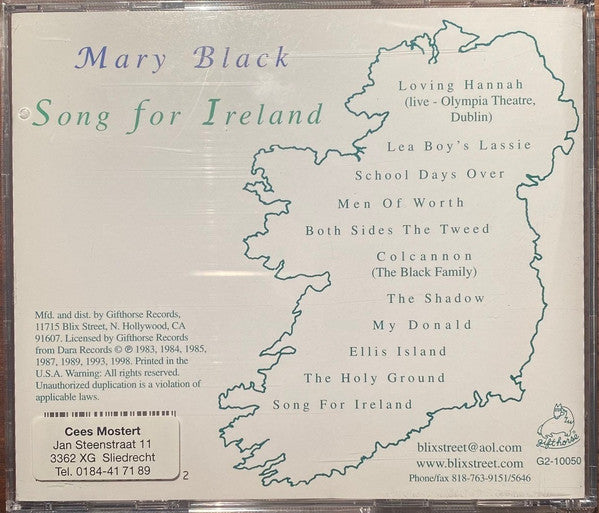 Mary Black
Song for Ireland
Loving Hannah
(live - Olympia Theatre,
Dublin)
Lea Boy's Lassie
School Days Over
Men Of Worth
Both Sides The Tweed
Colcannon
(The Black Family)
The Shadow
My Donald
Ellis Island
The Holy Ground
Song For Ireland
Mfd. and dist. by Gifthorse Records,
11715 Blix Street, N. Hollywood, CA
91607. Licensed by Gifthorse Records
from Dara Records © ℗ 1983, 1984, 1985,
1987, 1989, 1993, 1998. Printed in the
U.S.A. Warning: All rights reserved.
Unauthorized duplication is a violation of
applicable laws.
Cees Mostert
Jan Steenstraat 11
3362 XG Sliedrecht
Tel. 0184-41 71 89
2
blixstreet@aol.com
www.blixstreet.com
Phone/fax 818-763-9151/5646
gifthorse
G2-10050